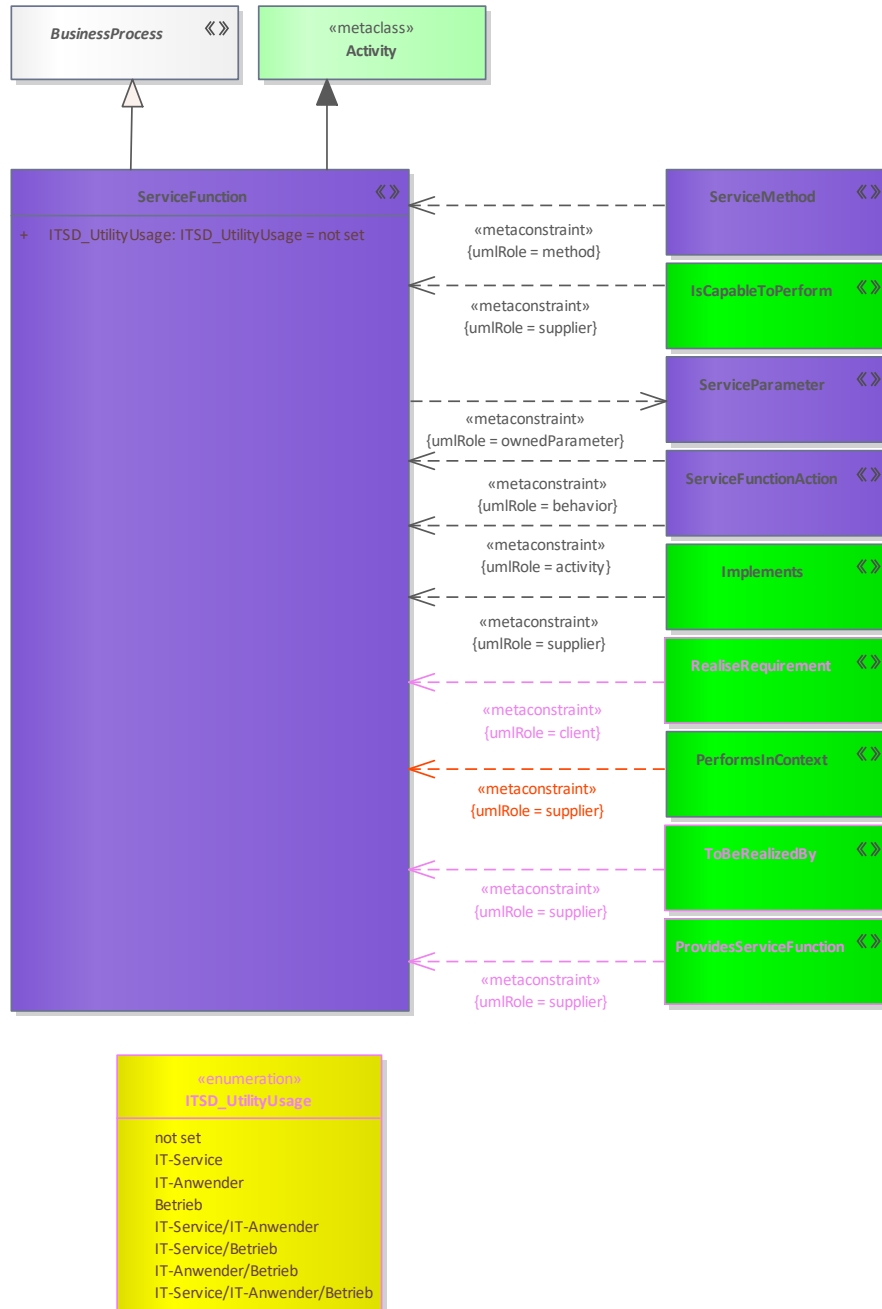 BusinessProcess
«metaclass»
Activity
ServiceFunction
+ ITSD_UtilityUsage: ITSD_UtilityUsage = not set
ServiceMethod
«metaconstraint»
{umlRole = method}
IsCapableToPerform
«metaconstraint»
{umlRole = supplier}
ServiceParameter
«metaconstraint»
{umlRole = ownedParameter}
ServiceFunctionAction
«metaconstraint»
{umlRole = behavior}
«metaconstraint»
{umlRole = activity}
Implements
«metaconstraint»
{umlRole = supplier}
RealiseRequirement
«metaconstraint»
{umlRole = client}
PerformsInContext
«metaconstraint»
{umlRole = supplier}
ToBeRealizedBy
«metaconstraint»
{umlRole = supplier}
ProvidesServiceFunction
«metaconstraint»
{umlRole = supplier}
«enumeration»
ITSD_UtilityUsage
not set
IT-Service
IT-Anwender
Betrieb
IT-Service/IT-Anwender
IT-Service/Betrieb
IT-Anwender/Betrieb
IT-Service/IT-Anwender/Betrieb